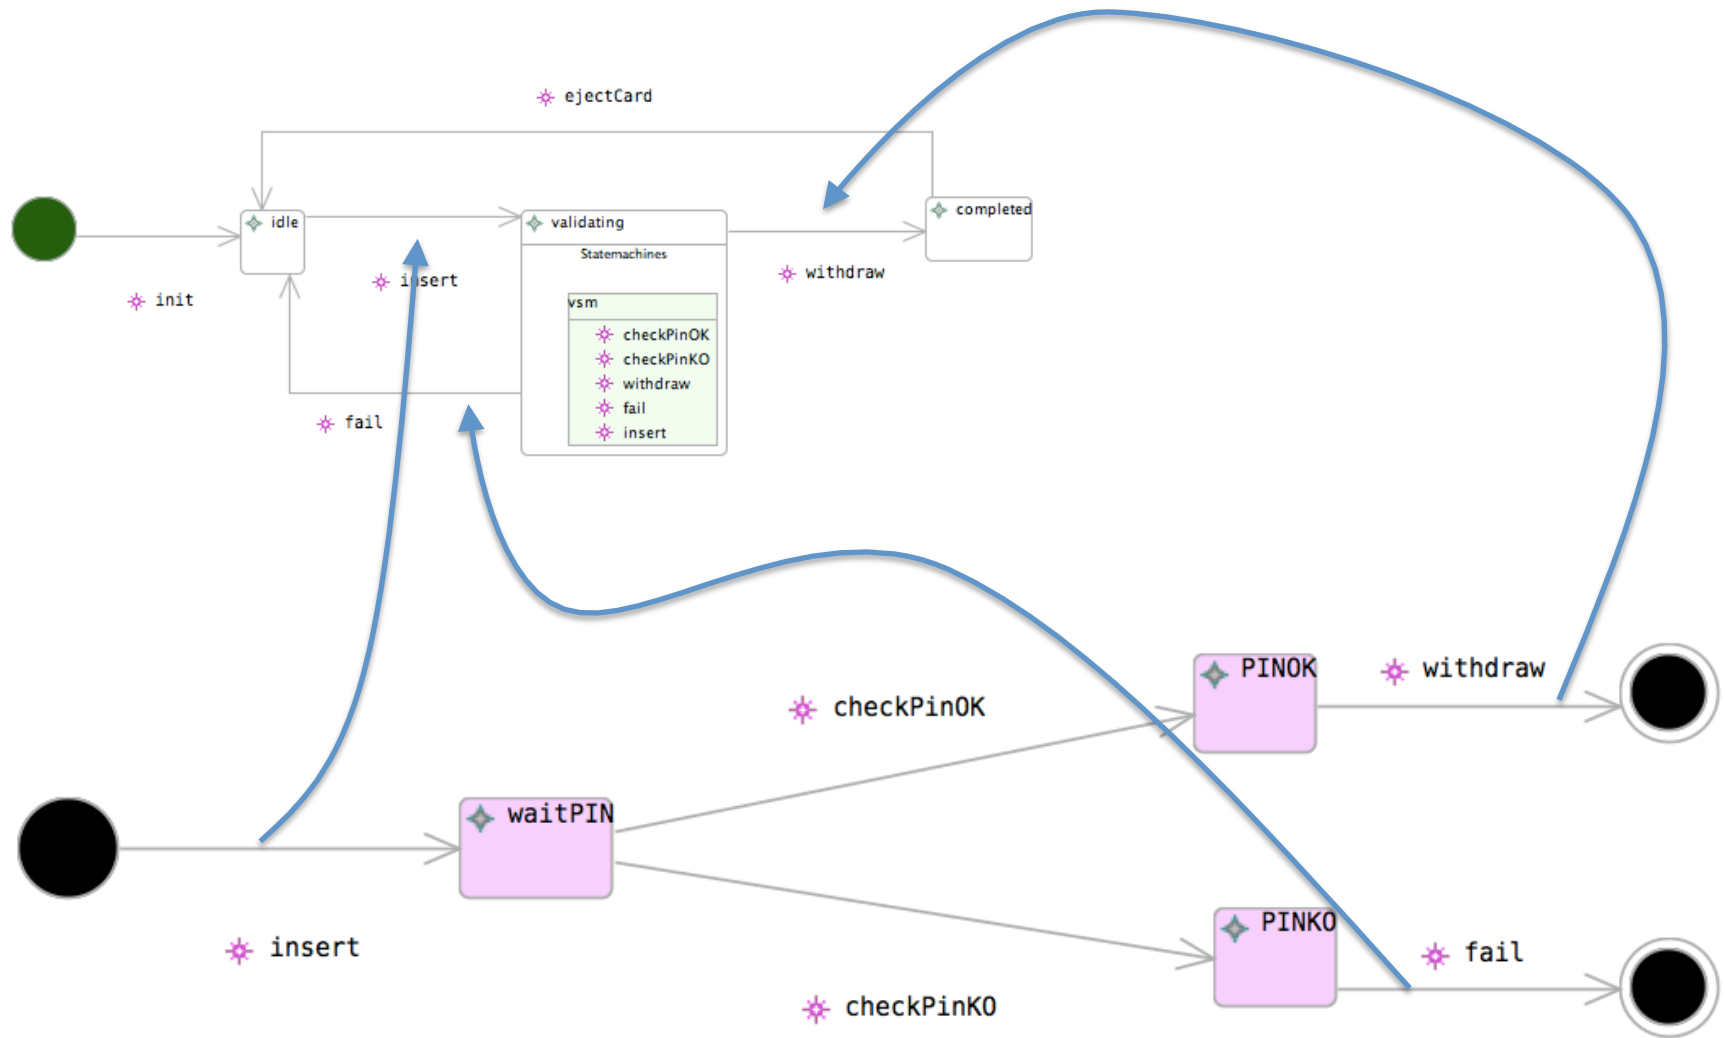 ejectCard
idle
validating
completed
Statemachines
insert
withdraw
init
vsm
checkPinOK
checkPinKO
withdraw
fail
insert
fail
PINOK
withdraw
checkPinOK
waitPIN
PINKO
insert
fail
checkPinKO